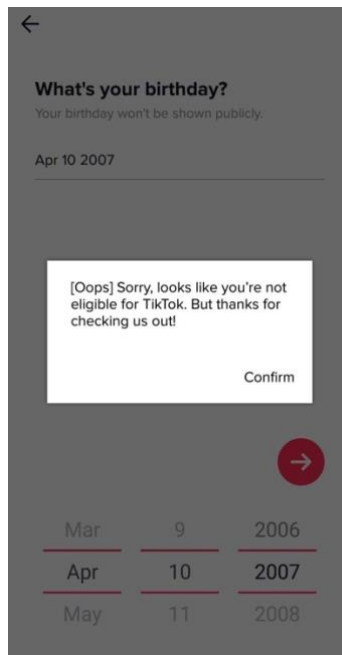 What's your birthday?
Your birthday won't be shown publicly.
Apr 10 2007
[Oops] Sorry, looks like you’re not
eligible for TikTok. But thanks for
checking us out!
Confirm
Mar 9 2006
Apr 10 2007
May 11 2008